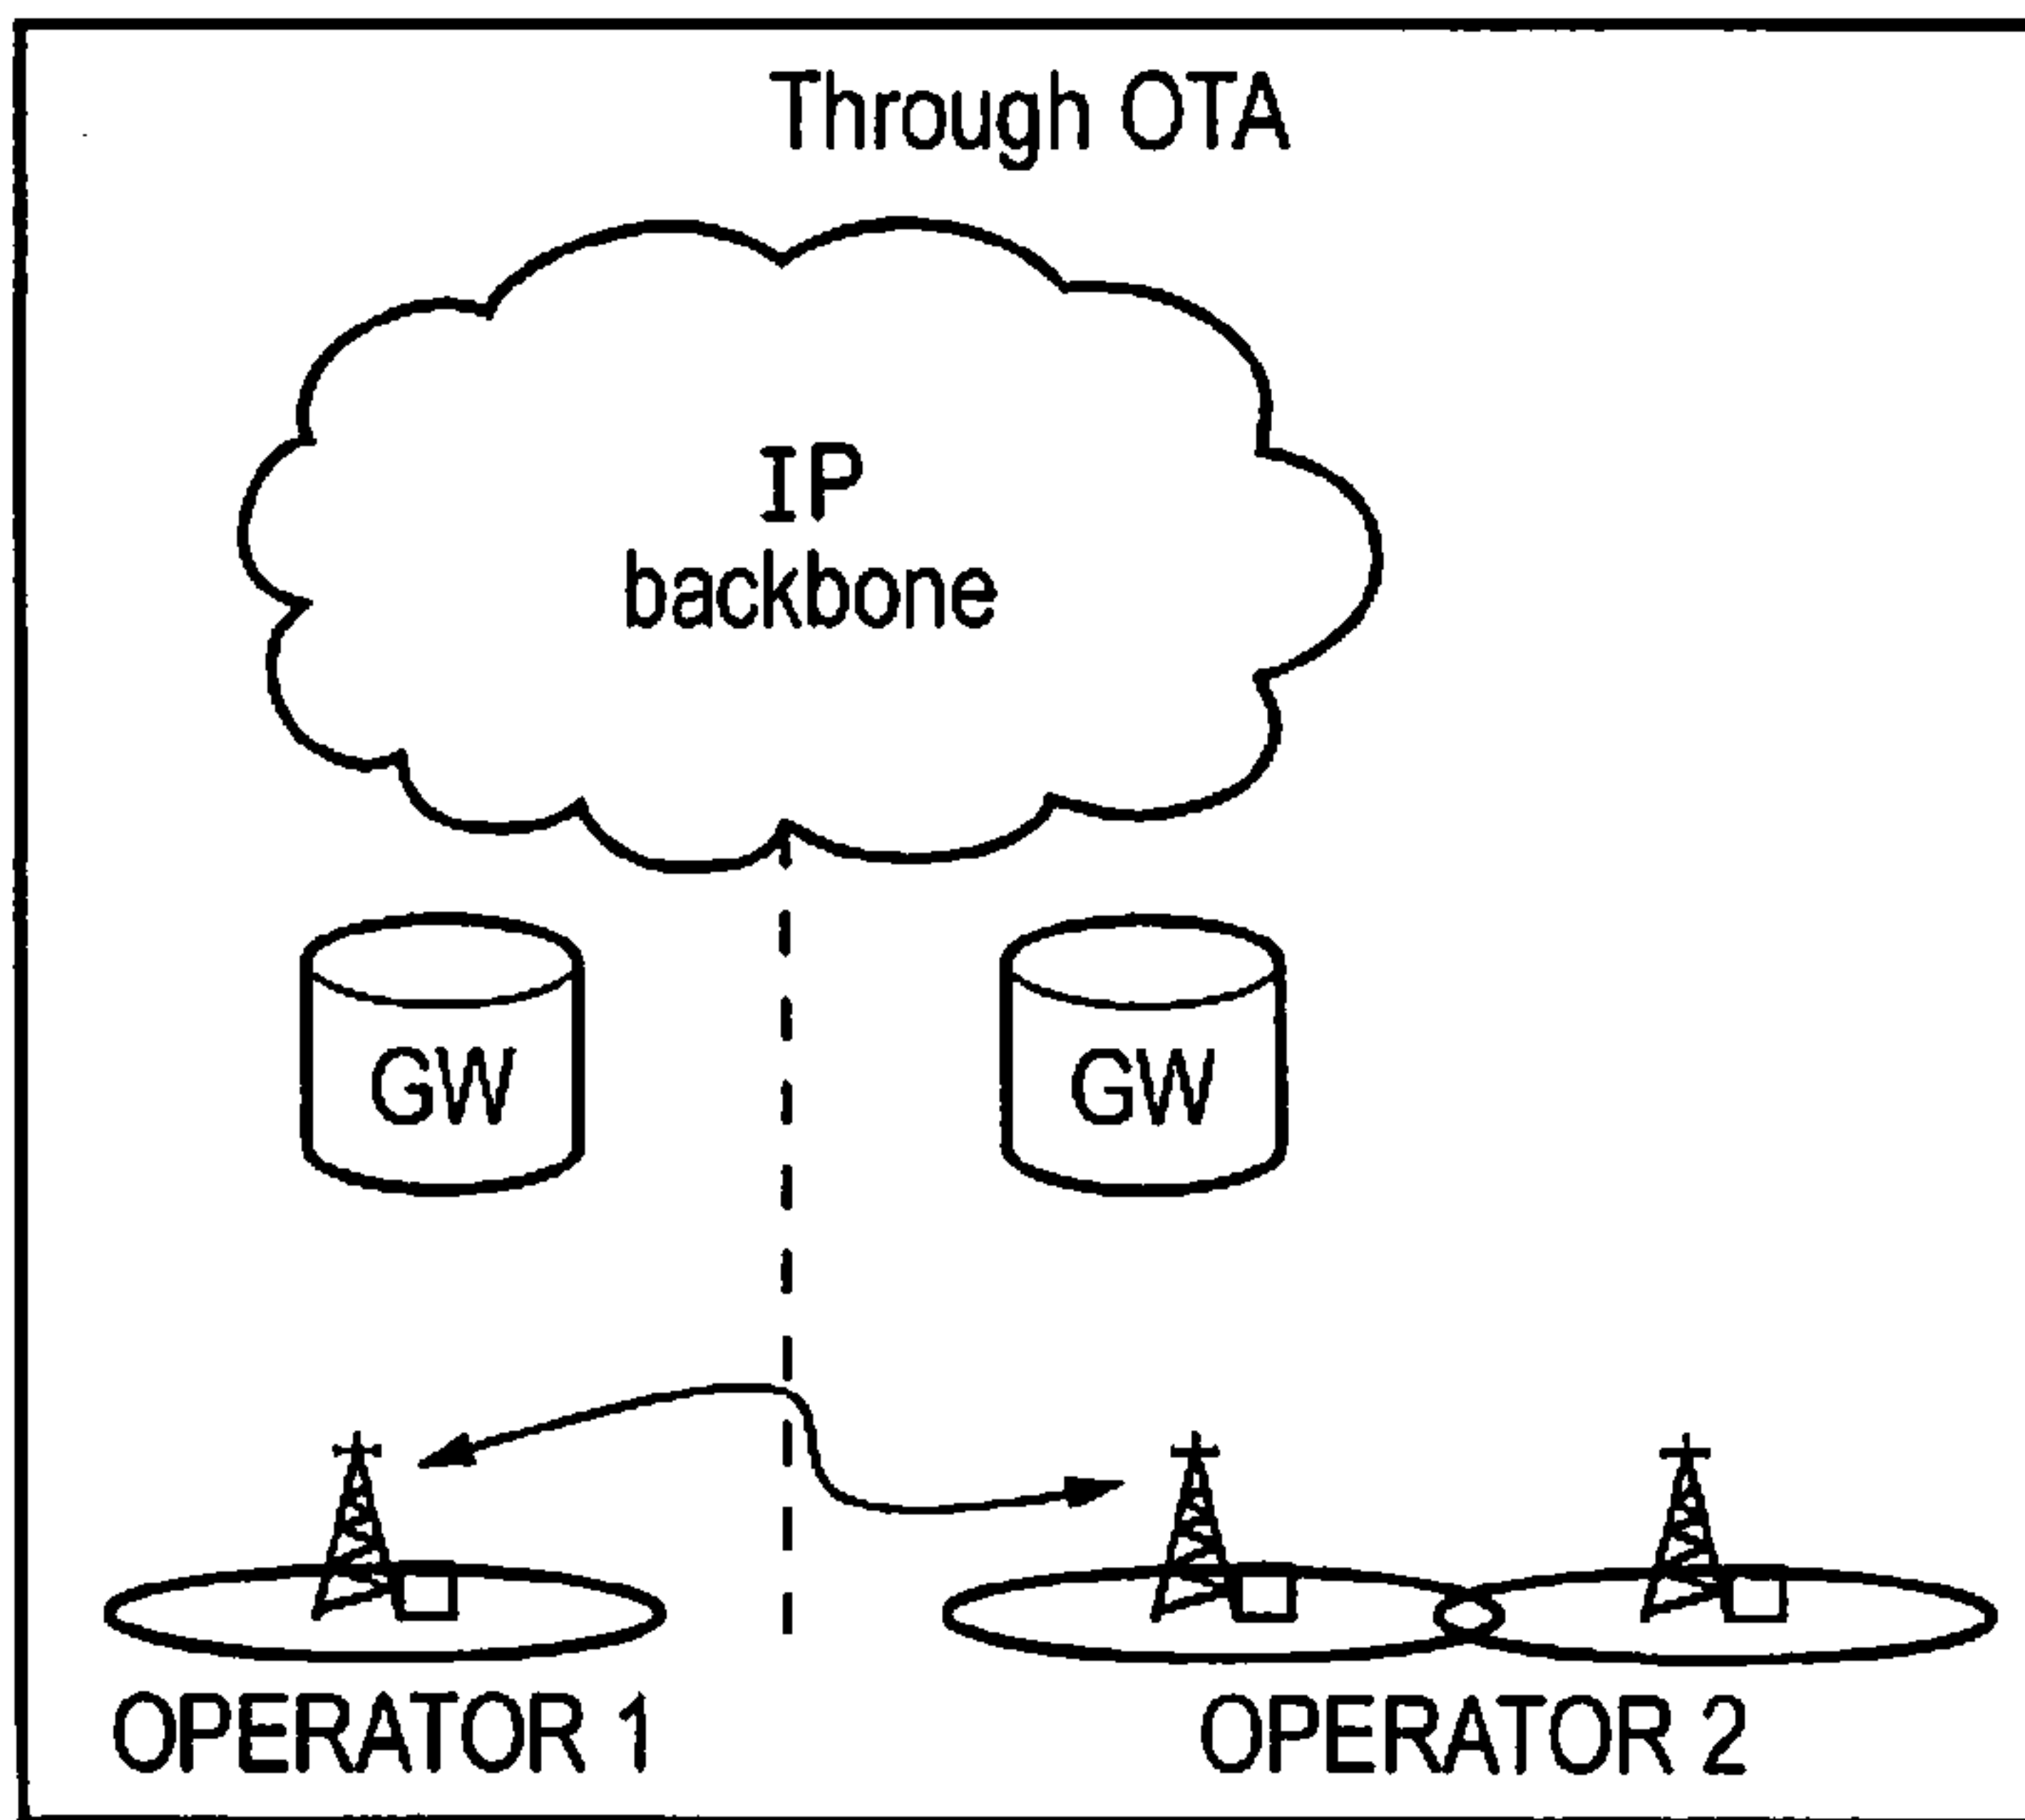 Through OTA
IP
backbone
GW
GW
OPERATOR 1
OPERATOR 2